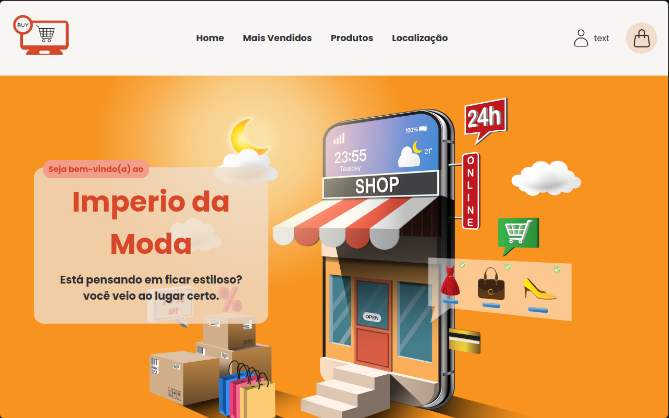 BUY
Home
Mais Vendidos
Produtos
Localização
text
24h
100%
23:55
Tuesday
21°
SHOP
ONLINE
Seja bem-vindo(a) ao
Imperio da
Moda
Está pensando em ficar estiloso?
você veio ao lugar certo.
OFF
%
OPEN